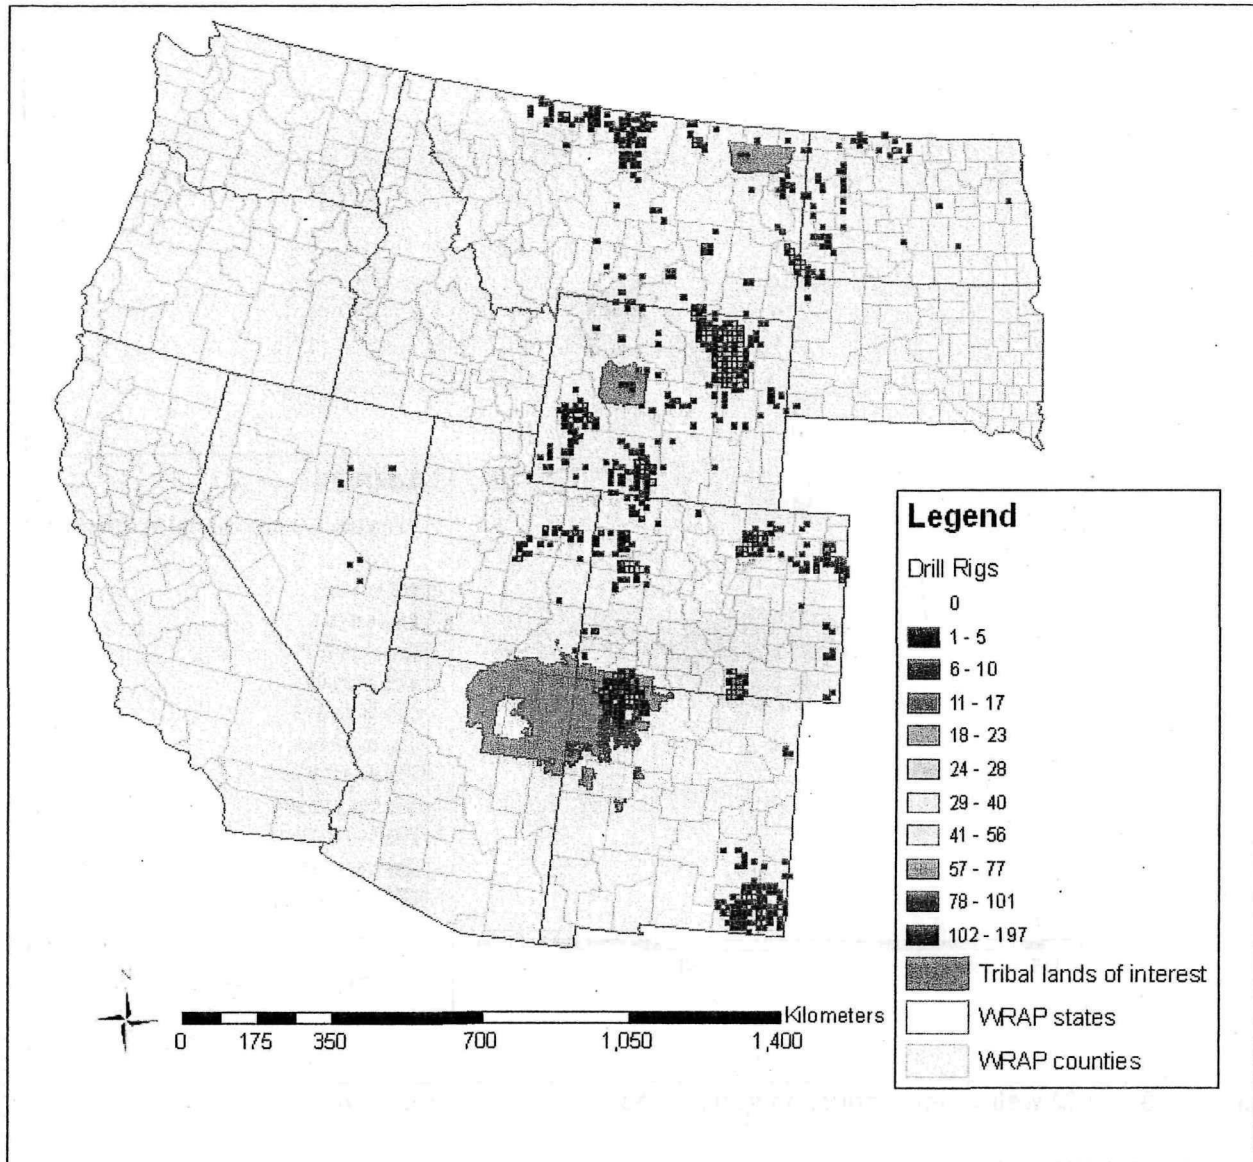 Legend
Drill Rigs
0
1 - 5
6 - 10
11 - 17
18 - 23
24 - 28
29 - 40
41 - 56
57 - 77
78 - 101
102 - 197
Tribal lands of interest
WRAP states
WRAP counties
N
Kilometers
0 175 350 700 1,050 1,400